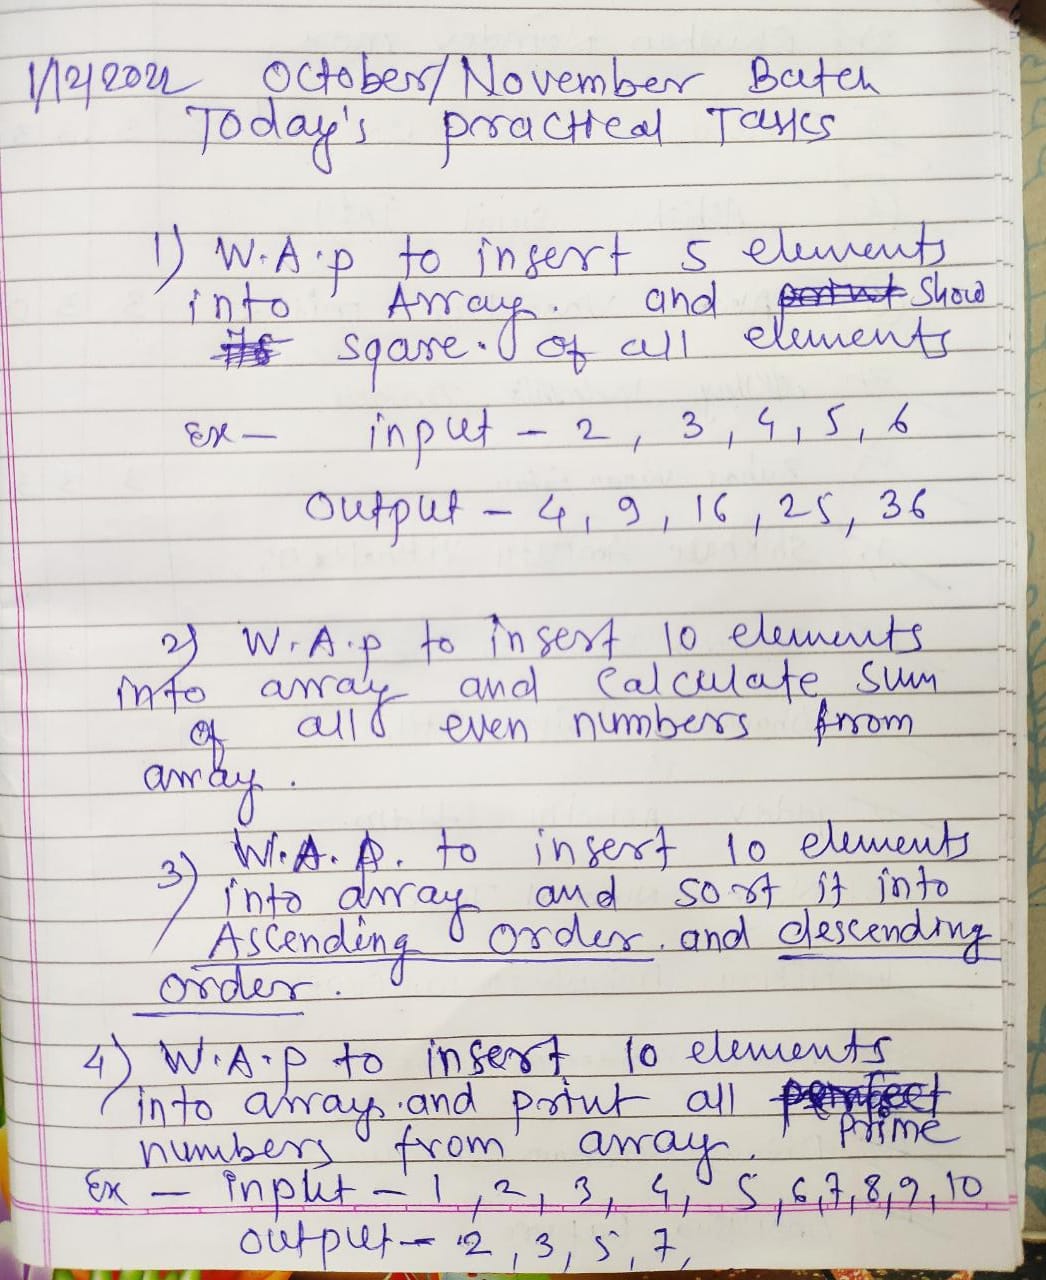 1/12/2022 October/November Batch
Today's practical Tasks
1) W.A.p to insert 5 elements
into Array. and print Show
its sqare. of all elements
Ex - input - 2, 3, 4, 5, 6
output - 4, 9, 16, 25, 36
2) W.A.p to insert 10 elements
into array and calculate sum
of all even numbers from
array.
3) W.A.P. to insert 10 elements
into array and sort it into
Ascending order. and descending
order.
4) W.A.P to insert 10 elements
into array. and print all perfect
numbers from array. prime
Ex - input - 1, 2, 3, 4, 5, 6, 7, 8, 9, 10
output - 2, 3, 5, 7,